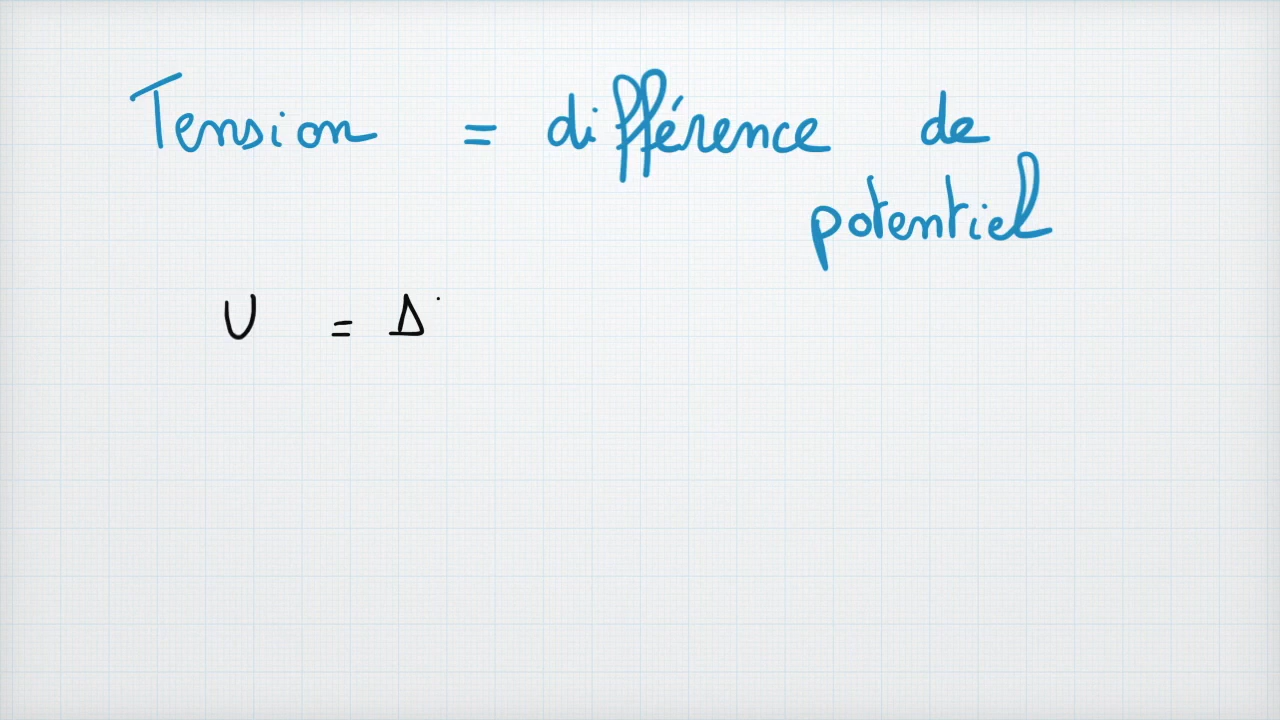 Tension = différence de
potentiel
U = Δ